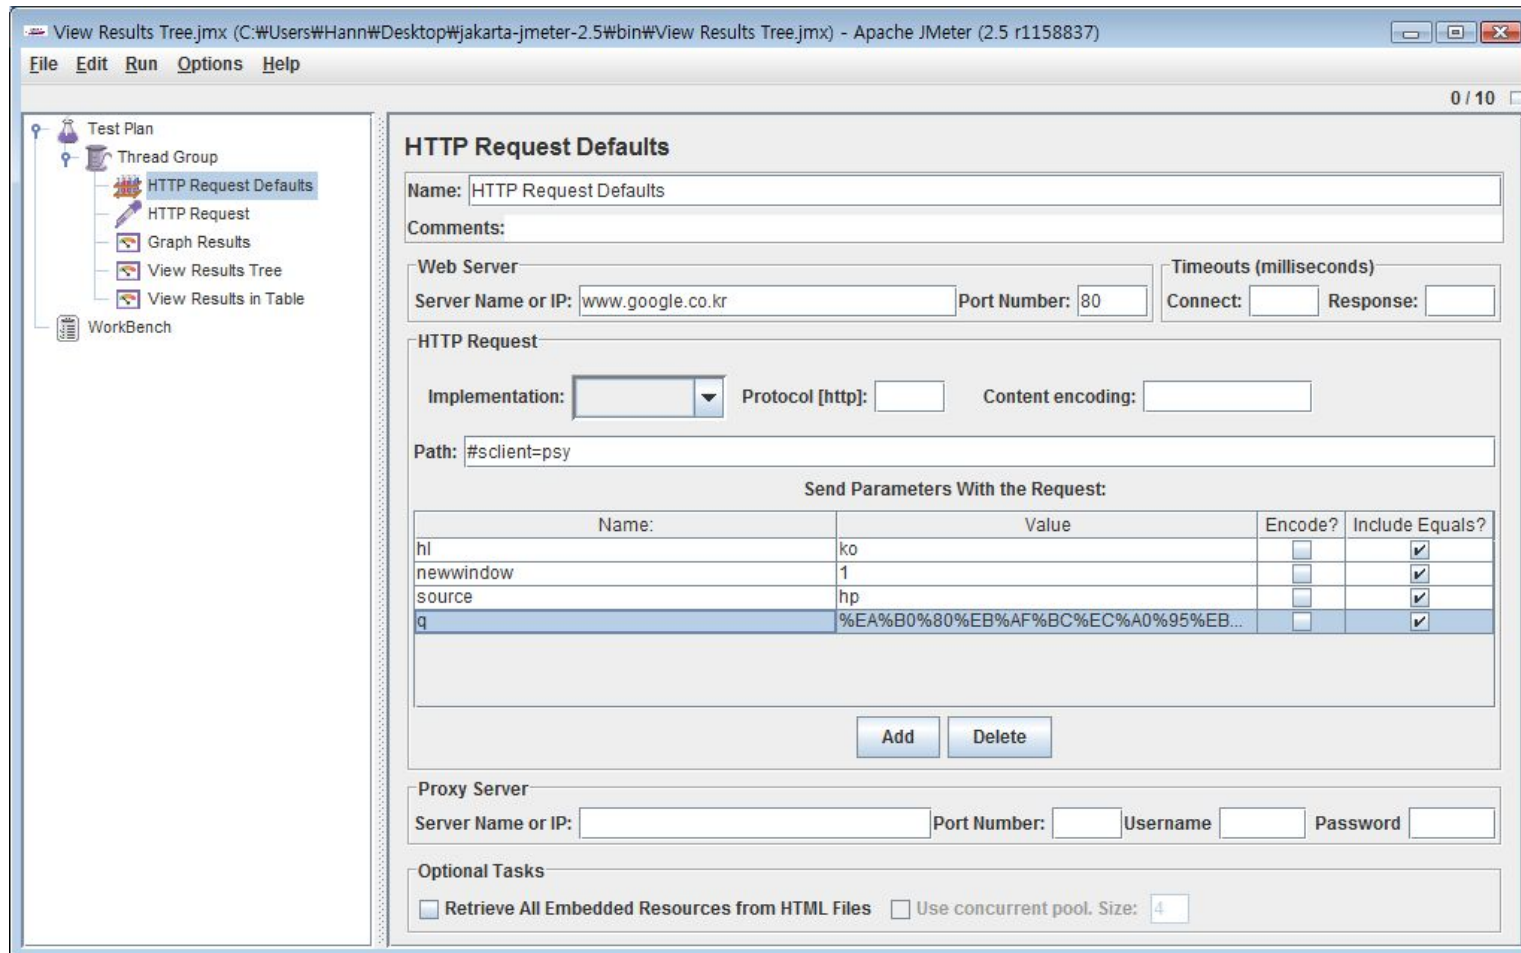 View Results Tree.jmx (C:₩Users₩Hann₩Desktop₩jakarta-jmeter-2.5₩bin₩View Results Tree.jmx) - Apache JMeter (2.5 r1158837)
File Edit Run Options Help
0 / 10
Test Plan
Thread Group
HTTP Request Defaults
HTTP Request
Graph Results
View Results Tree
View Results in Table
WorkBench
HTTP Request Defaults
Name: HTTP Request Defaults
Comments:
Web Server
Server Name or IP: www.google.co.kr Port Number: 80
Timeouts (milliseconds)
Connect: Response:
HTTP Request
Implementation: Protocol [http]: Content encoding:
Path: #sclient=psy
Send Parameters With the Request:
Name: Value Encode? Include Equals?
hl ko
newwindow 1
source hp
q %EA%B0%80%EB%AF%BC%EC%A0%95%EB...
Add Delete
Proxy Server
Server Name or IP: Port Number: Username Password
Optional Tasks
Retrieve All Embedded Resources from HTML Files Use concurrent pool. Size: 4